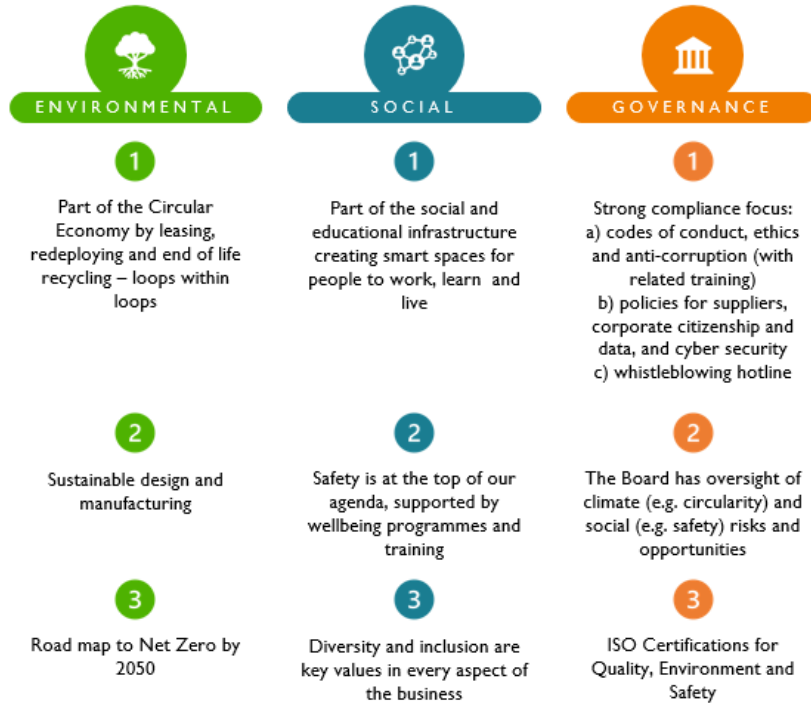 ENVIRONMENTAL
1
Part of the Circular
Economy by leasing,
redeploying and end of life
recycling – loops within
loops
2
Sustainable design and
manufacturing
3
Road map to Net Zero by
2050
SOCIAL
1
Part of the social and
educational infrastructure
creating smart spaces for
people to work, learn and
live
2
Safety is at the top of our
agenda, supported by
wellbeing programmes and
training
3
Diversity and inclusion are
key values in every aspect of
the business
GOVERNANCE
1
Strong compliance focus:
a) codes of conduct, ethics
and anti-corruption (with
related training)
b) policies for suppliers,
corporate citizenship and
data, and cyber security
c) whistleblowing hotline
2
The Board has oversight of
climate (e.g. circularity) and
social (e.g. safety) risks and
opportunities
3
ISO Certifications for
Quality, Environment and
Safety